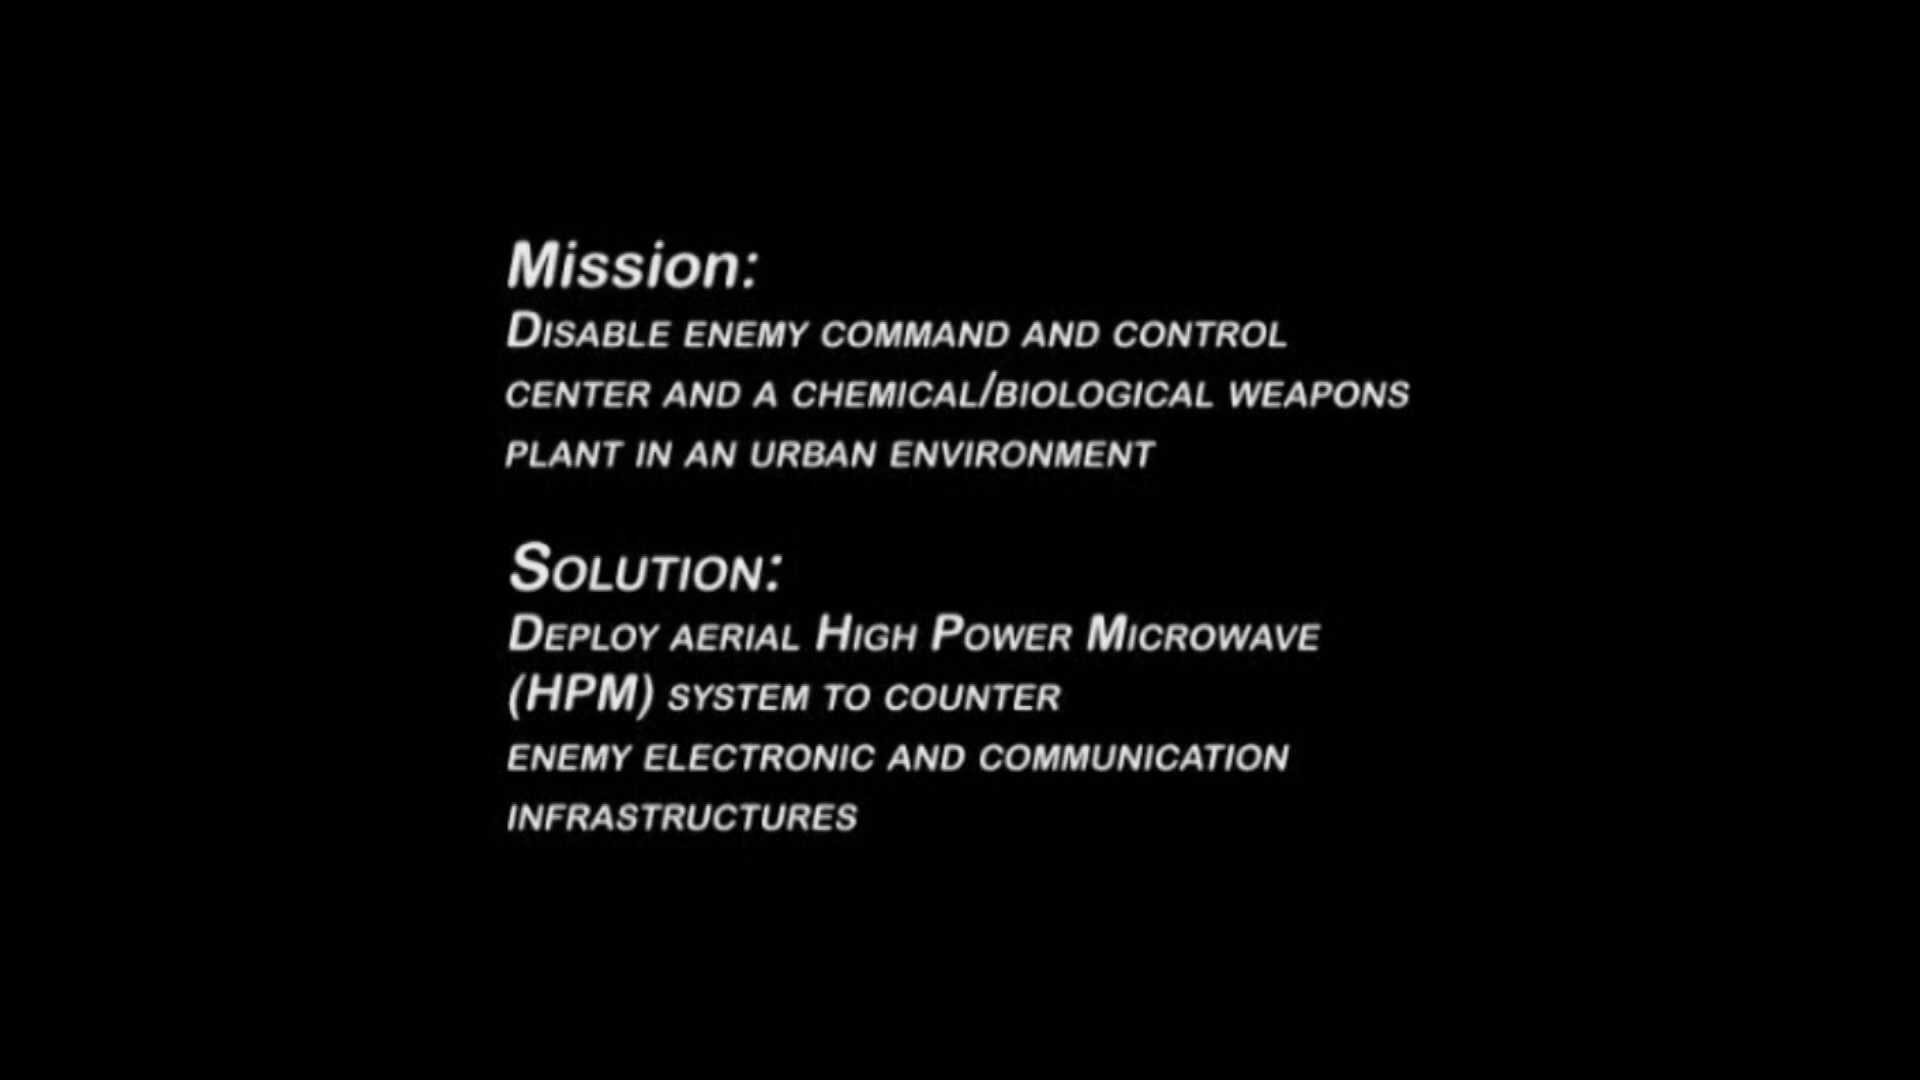 Mission:
DISABLE ENEMY COMMAND AND CONTROL
CENTER AND A CHEMICAL/BIOLOGICAL WEAPONS
PLANT IN AN URBAN ENVIRONMENT
SOLUTION:
DEPLOY AERIAL HIGH POWER MICROWAVE
(HPM) SYSTEM TO COUNTER
ENEMY ELECTRONIC AND COMMUNICATION
INFRASTRUCTURES